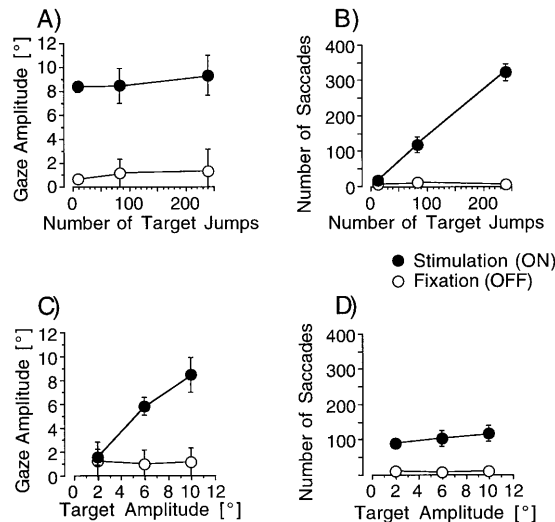 A)
Gaze Amplitude [°]
12
10
8
6
4
2
0
0 100 200
Number of Target Jumps
B)
Number of Saccades
400
300
200
100
0
0 100 200
Number of Target Jumps
Stimulation (ON)
Fixation (OFF)
C)
Gaze Amplitude [°]
12
10
8
6
4
2
0
0 2 4 6 8 10 12
Target Amplitude [°]
D)
Number of Saccades
400
300
200
100
0 2 4 6 8 10 12
Target Amplitude [°]